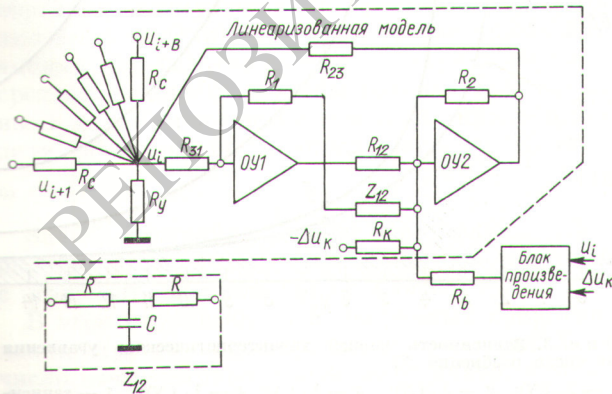 Линеаризованная модель
u_{i+B}
R_c
R_{23}
R_1
R_2
u_i
R_{31}
ОУ1
R_{12}
ОУ2
u_{i+1}
R_c
R_y
Z_{12}
-Δu_к
R_к
R_b
Блок
произве-
дения
u_i
Δu_к
R
R
C
Z_{12}
РЕПОЗИ